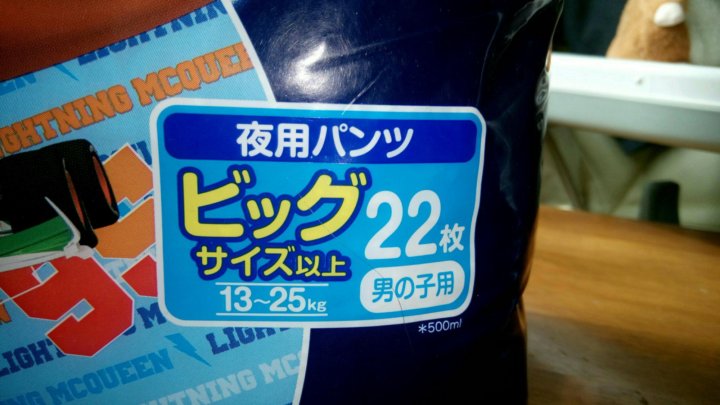 LIGHTNING
LIGHTNING MCQUEEN
夜用パンツ
ビッグ
サイズ以上
13〜25kg
22枚
男の子用
*500ml
LIGHTNING MCQUEEN